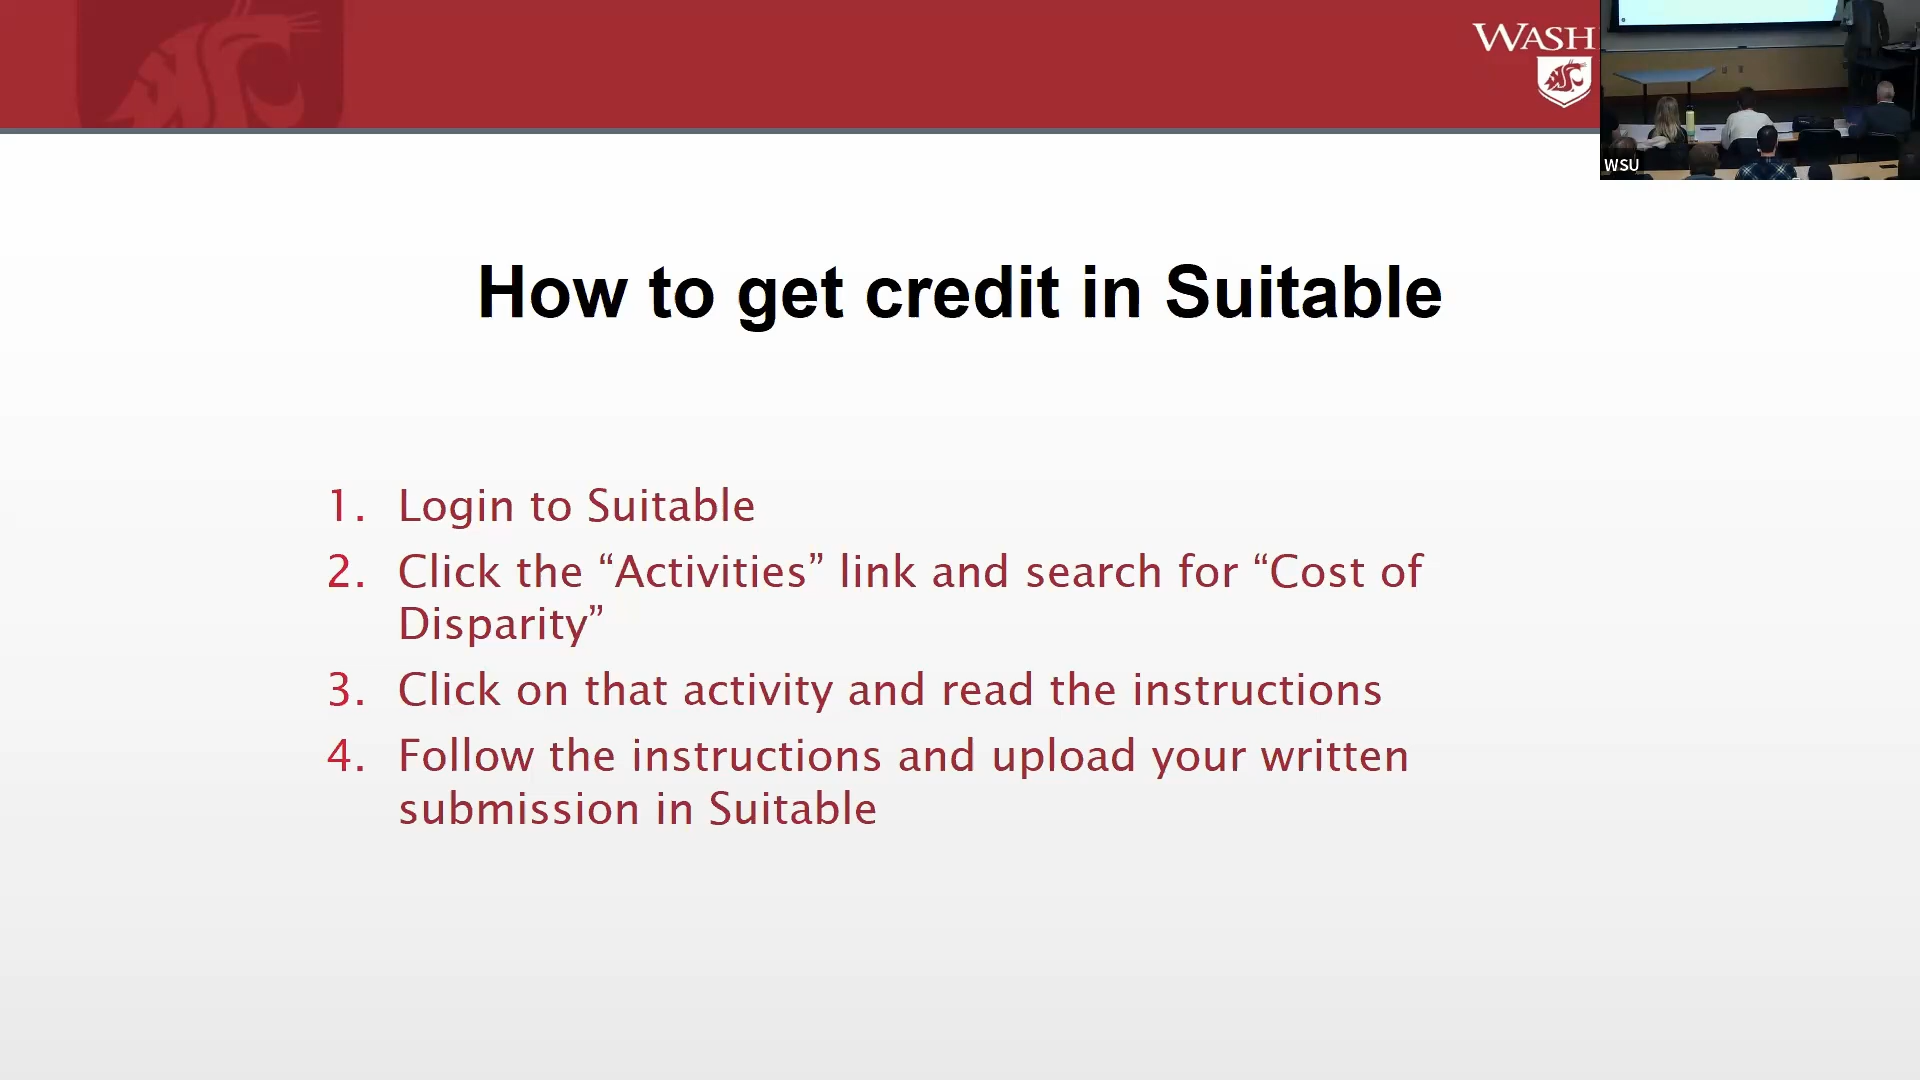 WASH
WSU
How to get credit in Suitable
1. Login to Suitable
2. Click the “Activities” link and search for “Cost of
Disparity”
3. Click on that activity and read the instructions
4. Follow the instructions and upload your written
submission in Suitable